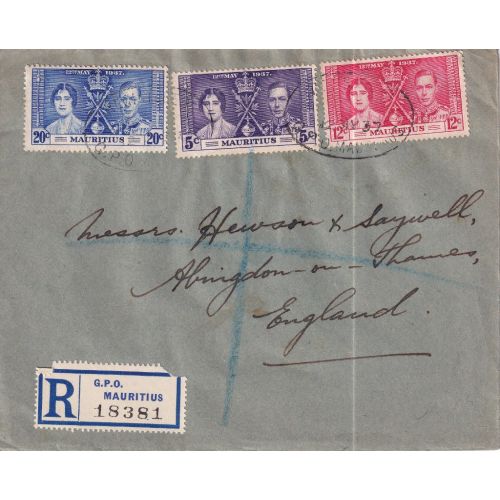 12TH MAY 1937.
20c 20c
MAURITIUS
12TH MAY 1937.
5c 5c
MAURITIUS
12TH MAY 1937.
12c 12c
MAURITIUS
G.P.O.
Messrs. Hewson & Saywell,
Abingdon-on-Thames,
England.
R
G.P.O.
MAURITIUS
18381